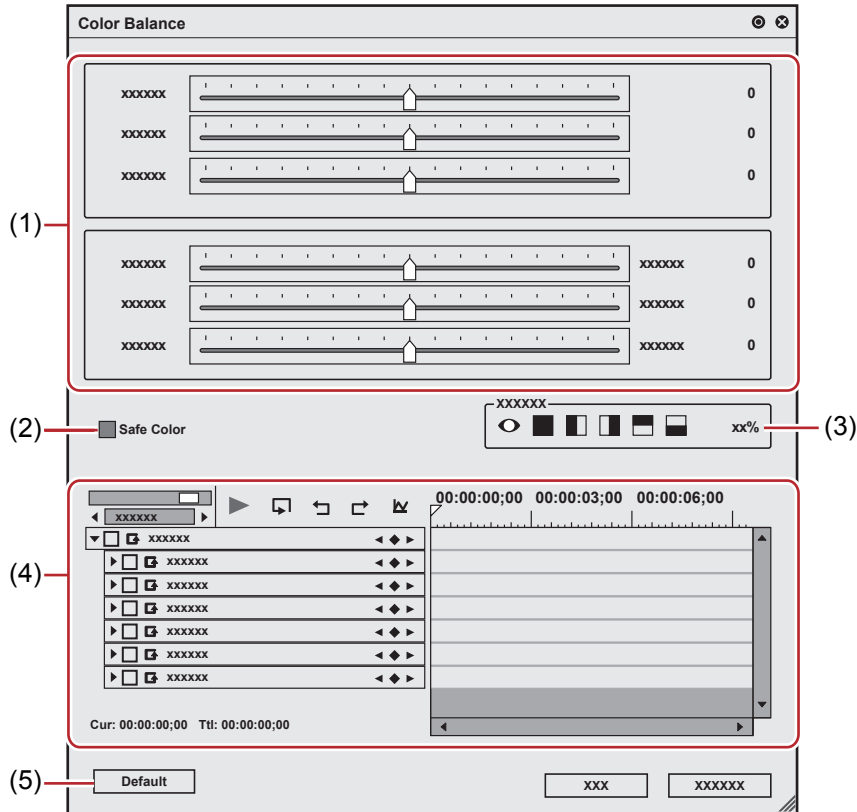 Color Balance
xxxxxx 0
xxxxxx 0
xxxxxx 0
(1)
xxxxxx xxxxxx 0
xxxxxx xxxxxx 0
xxxxxx xxxxxx 0
xxxxxx
(2) Safe Color xx% (3)
00:00:00;00 00:00:03;00 00:00:06;00
xxxxxx
xxxxxx
xxxxxx
(4)
xxxxxx
xxxxxx
xxxxxx
xxxxxx
xxxxxx
Cur: 00:00:00;00 Ttl: 00:00:00;00
(5) Default xxx xxxxxx